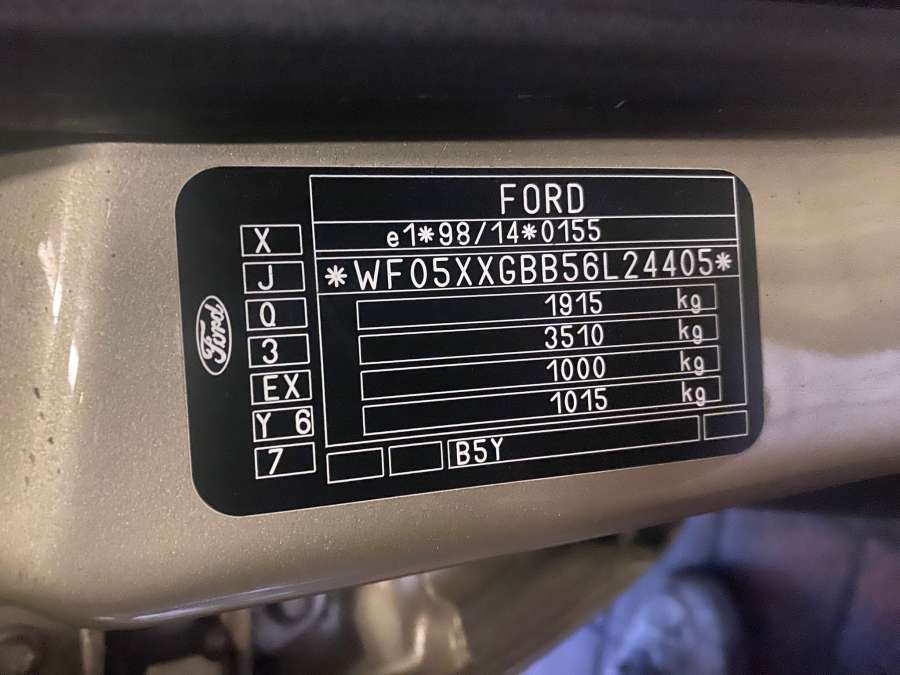 FORD
e1*98/14*0155
*WF05XXGBB56L24405*
1915 kg
3510 kg
1000 kg
1015 kg
B5Y
X
J
Q
3
EX
Y 6
7
Ford